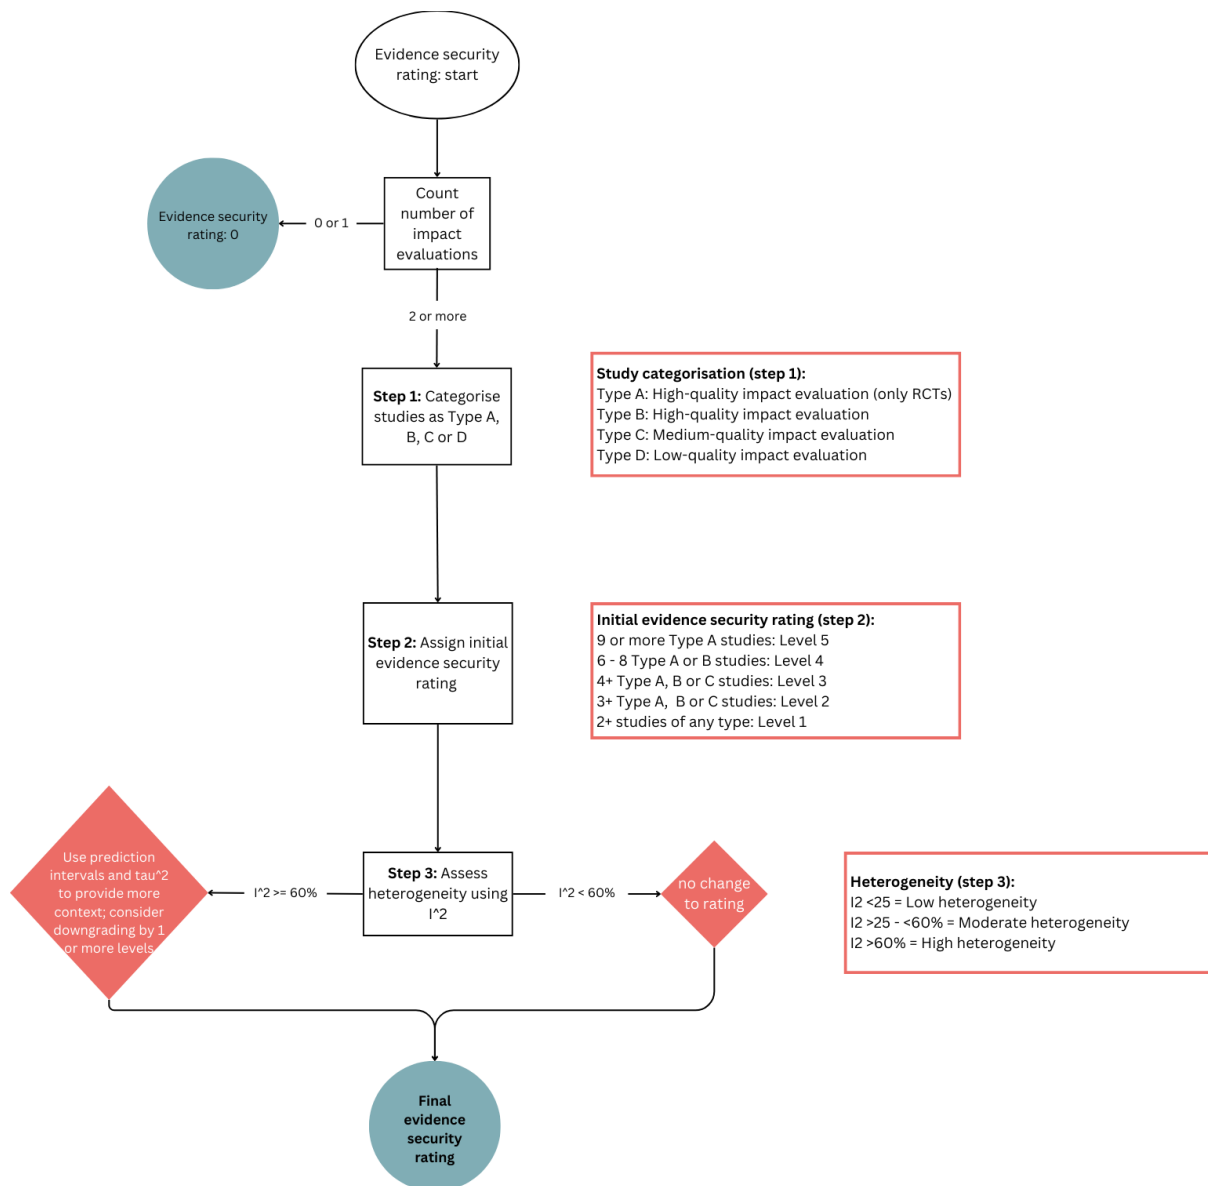 Evidence security
rating: start
Count
number of
impact
evaluations
0 or 1
Evidence security
rating: 0
2 or more
Step 1: Categorise
studies as Type A,
B, C or D
Study categorisation (step 1):
Type A: High-quality impact evaluation (only RCTs)
Type B: High-quality impact evaluation
Type C: Medium-quality impact evaluation
Type D: Low-quality impact evaluation
Step 2: Assign initial
evidence security
rating
Initial evidence security rating (step 2):
9 or more Type A studies: Level 5
6 - 8 Type A or B studies: Level 4
4+ Type A, B or C studies: Level 3
3+ Type A,  B or C studies: Level 2
2+ studies of any type: Level 1
Step 3: Assess
heterogeneity using
I^2
I^2 >= 60%
Use prediction
intervals and tau^2
to provide more
context; consider
downgrading by 1
or more levels
I^2 < 60%
no change
to rating
Heterogeneity (step 3):
I2 <25 = Low heterogeneity
I2 >25 - <60% = Moderate heterogeneity
I2 >60% = High heterogeneity
Final
evidence
security
rating